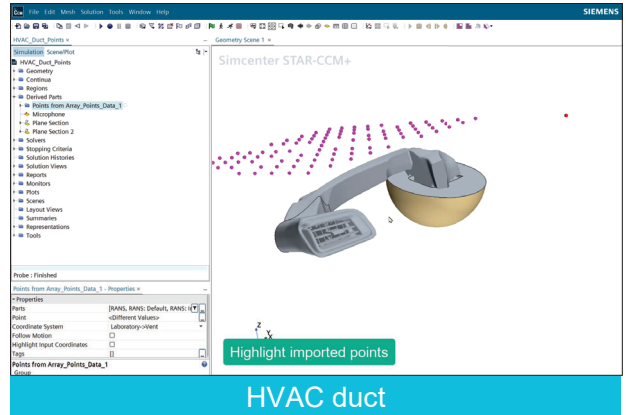 File Edit Mesh Solution Tools Window Help
SIEMENS
HVAC_Duct_Points ×
Geometry Scene 1 ×
Simulation Scene/Plot
HVAC_Duct_Points
Geometry
Continua
Regions
Derived Parts
Points from Array_Points_Data_1
Microphone
Plane Section
Plane Section 2
Solvers
Stopping Criteria
Solution Histories
Solution Views
Reports
Monitors
Plots
Scenes
Layout Views
Summaries
Representations
Tools
Simcenter STAR-CCM+
Probe : Finished
Points from Array_Points_Data_1 - Properties ×
Properties
Parts [RANS, RANS: Default, RANS:
Point <Different Values>
Coordinate System Laboratory->Vent
Follow Motion
Highlight Input Coordinates
Tags []
Points from Array_Points_Data_1
Group
Z
Y
X
Highlight imported points
HVAC duct